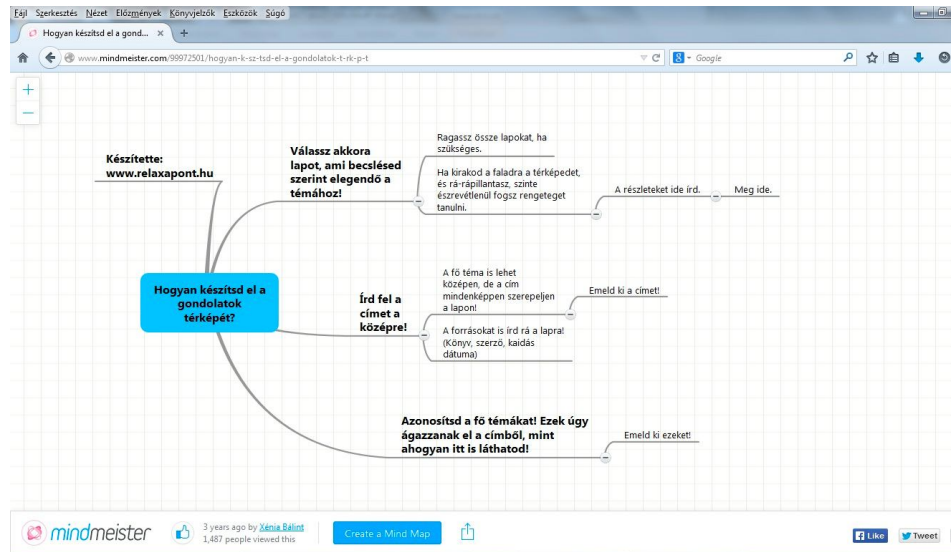 Fájl Szerkesztés Nézet Előzmények Könyvjelzők Eszközök Súgó
Hogyan készítsd el a gond...
www.mindmeister.com/99972501/hogyan-k-sz-tsd-el-a-gondolatok-t-rk-p-t
Google
Készítette:
www.relaxapont.hu
Válassz akkora
lapot, ami becslésed
szerint elegendő a
témához!
Ragassz össze lapokat, ha
szükséges.
Ha kirakod a faladra a térképedet,
és rá-rápillantasz, szinte
észrevétlenül fogsz rengeteget
tanulni.
A részleteket ide írd.
Meg ide.
Hogyan készítsd el a
gondolatok
térképét?
Írd fel a
címet a
középre!
A fő téma is lehet
középen, de a cím
mindenképpen szerepeljen
a lapon!
Emeld ki a címet!
A forrásokat is írd rá a lapra!
(Könyv, szerző, kaidás
dátuma)
Azonosítsd a fő témákat! Ezek úgy
ágazzanak el a címből, mint
ahogyan itt is láthatod!
Emeld ki ezeket!
mindmeister
3 years ago by Xénia Bálint
1,487 people viewed this
Create a Mind Map
Like
Tweet